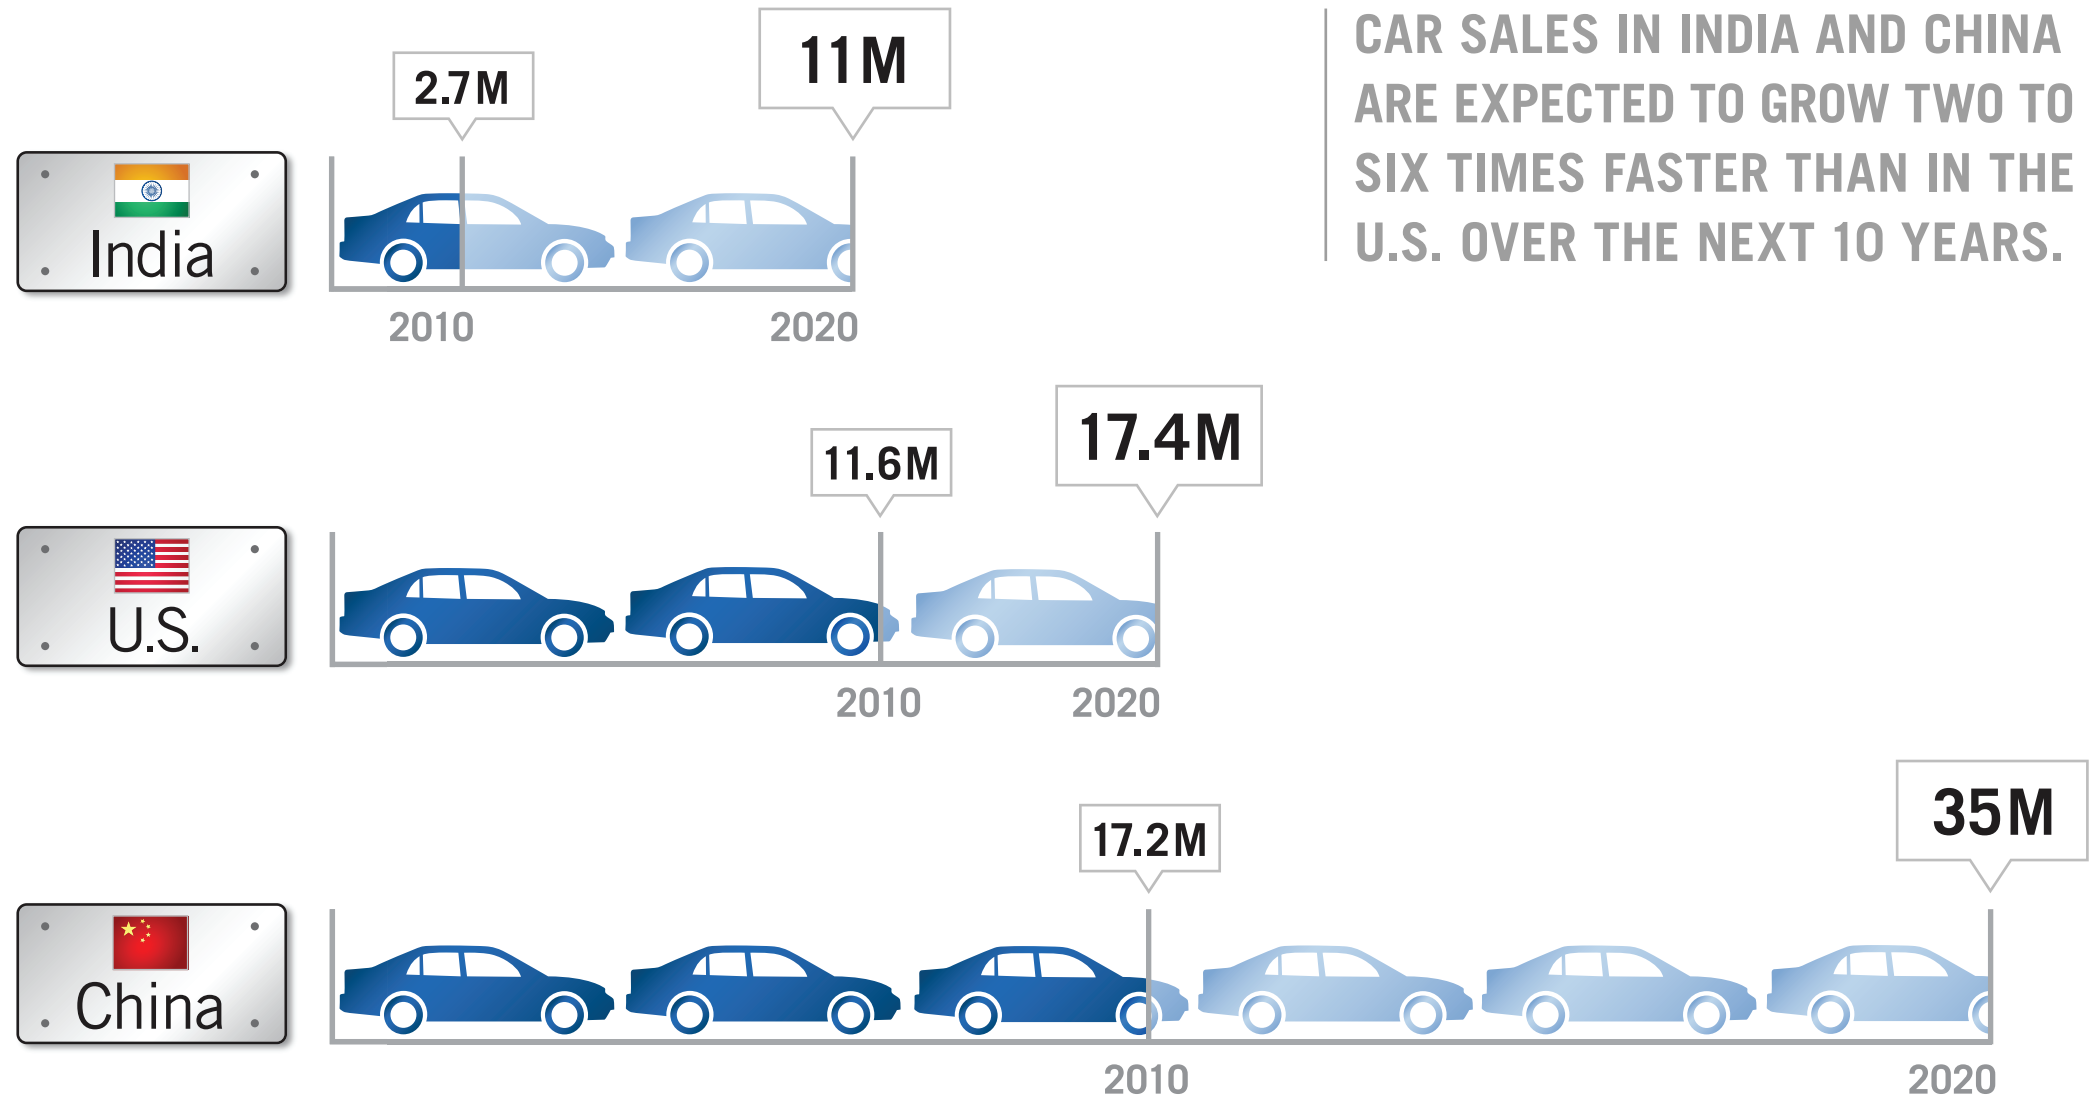 CAR SALES IN INDIA AND CHINA
ARE EXPECTED TO GROW TWO TO
SIX TIMES FASTER THAN IN THE
U.S. OVER THE NEXT 10 YEARS.
2.7M
11M
India
2010
2020
11.6M
17.4M
U.S.
2010
2020
17.2M
35M
China
2010
2020